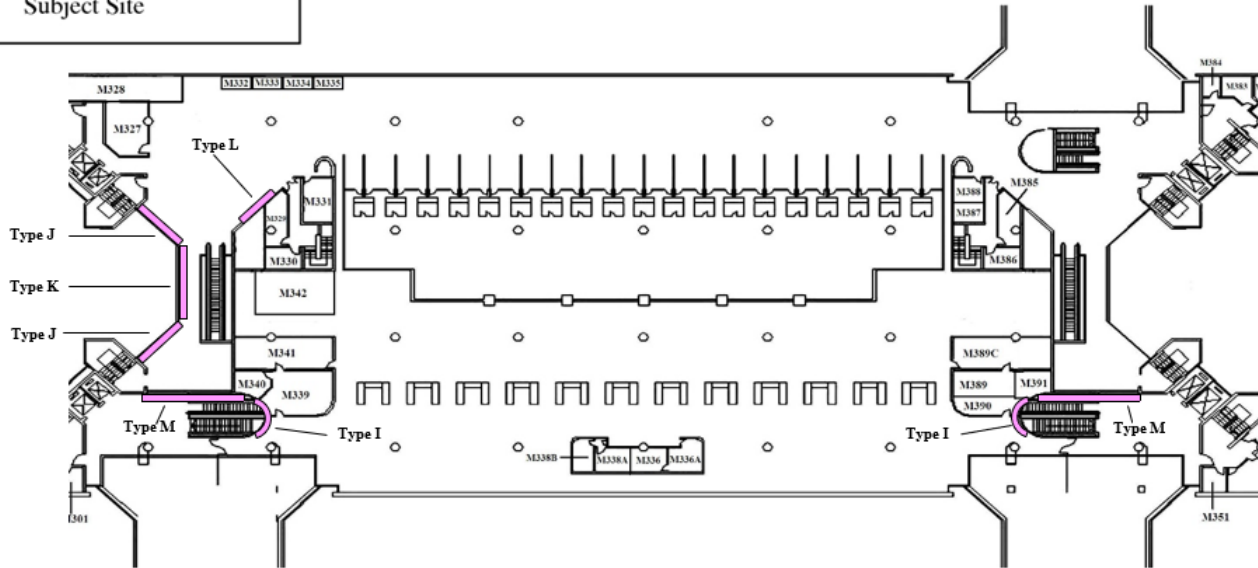 Subject Site
M384
M328
M332 M333 M334 M335
M383
M327
Type L
M385
M388
M331
M387
M329
Type J
M330
M386
Type K
M342
Type J
M341
M389C
M340
M339
M389
M391
M390
Type M
Type I
Type I
Type M
M338B
M338A
M336
M336A
M351